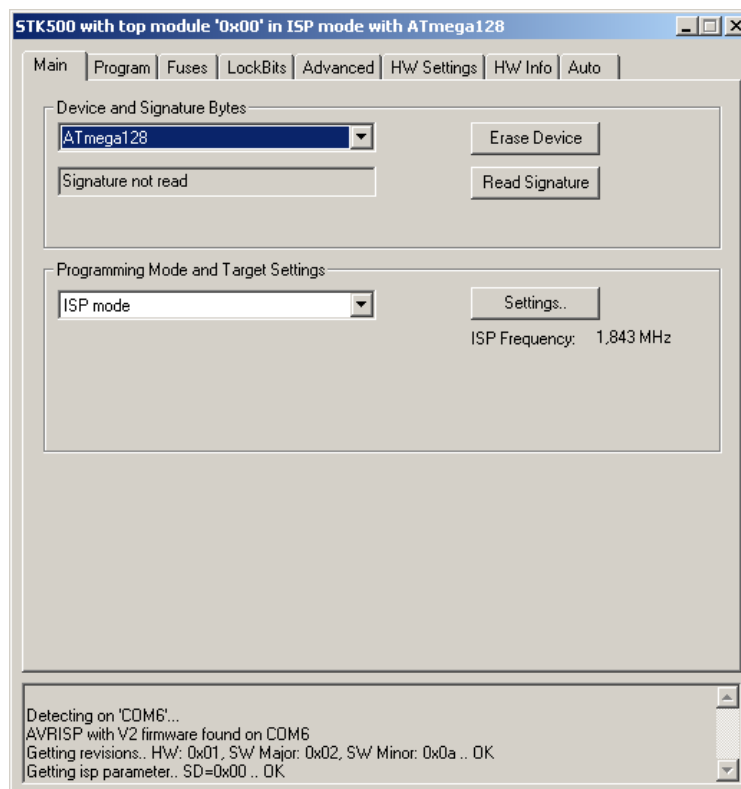 STK500 with top module '0x00' in ISP mode with ATmega128
Main Program Fuses LockBits Advanced HW Settings HW Info Auto
Device and Signature Bytes
ATmega128 Erase Device
Signature not read Read Signature
Programming Mode and Target Settings
ISP mode Settings..
ISP Frequency: 1,843 MHz
Detecting on 'COM6'...
AVRISP with V2 firmware found on COM6
Getting revisions.. HW: 0x01, SW Major: 0x02, SW Minor: 0x0a .. OK
Getting isp parameter.. SD=0x00 .. OK